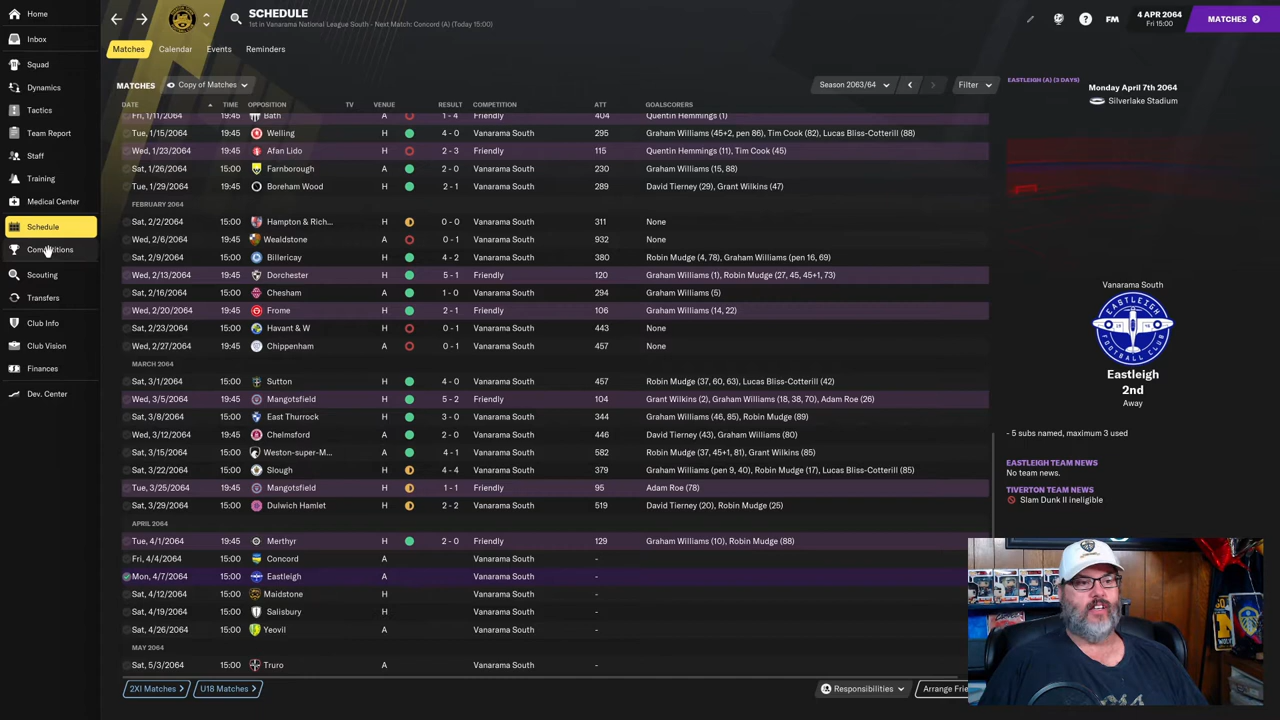 Home
Inbox
Squad
Dynamics
Tactics
Team Report
Staff
Training
Medical Center
Schedule
Competitions
Scouting
Transfers
Club Info
Club Vision
Finances
Dev. Center
SCHEDULE
1st in Vanarama National League South - Next Match: Concord (A) (Today 15:00)
FM
4 APR 2064
Fri 15:00
MATCHES
Matches Calendar Events Reminders
MATCHES Copy of Matches Season 2063/64 Filter
DATE TIME OPPOSITION TV VENUE RESULT COMPETITION ATT GOALSCORERS
Fri, 1/11/2064 19:45 Bath A 1 - 4 Friendly 404 Quentin Hemmings (1)
Tue, 1/15/2064 19:45 Welling H 4 - 0 Vanarama South 295 Graham Williams (45+2, pen 86), Tim Cook (82), Lucas Bliss-Cotterill (88)
Wed, 1/23/2064 19:45 Afan Lido H 2 - 3 Friendly 115 Quentin Hemmings (11), Tim Cook (45)
Sat, 1/26/2064 15:00 Farnborough A 2 - 0 Vanarama South 230 Graham Williams (15, 88)
Tue, 1/29/2064 19:45 Boreham Wood H 2 - 1 Vanarama South 289 David Tierney (29), Grant Wilkins (47)
FEBRUARY 2064
Sat, 2/2/2064 15:00 Hampton & Rich... H 0 - 0 Vanarama South 311 None
Wed, 2/6/2064 19:45 Wealdstone A 0 - 1 Vanarama South 932 None
Sat, 2/9/2064 15:00 Billericay H 4 - 2 Vanarama South 380 Robin Mudge (4, 78), Graham Williams (pen 16, 69)
Wed, 2/13/2064 19:45 Dorchester H 5 - 1 Friendly 120 Graham Williams (1), Robin Mudge (27, 45, 45+1, 73)
Sat, 2/16/2064 15:00 Chesham A 1 - 0 Vanarama South 294 Graham Williams (5)
Wed, 2/20/2064 19:45 Frome H 2 - 1 Friendly 106 Graham Williams (14, 22)
Sat, 2/23/2064 15:00 Havant & W H 0 - 1 Vanarama South 443 None
Wed, 2/27/2064 19:45 Chippenham A 0 - 1 Vanarama South 457 None
MARCH 2064
Sat, 3/1/2064 15:00 Sutton H 4 - 0 Vanarama South 457 Robin Mudge (37, 60, 63), Lucas Bliss-Cotterill (42)
Wed, 3/5/2064 19:45 Mangotsfield H 5 - 2 Friendly 104 Grant Wilkins (2), Graham Williams (18, 38, 70), Adam Roe (26)
Sat, 3/8/2064 15:00 East Thurrock H 3 - 0 Vanarama South 344 Graham Williams (46, 85), Robin Mudge (89)
Wed, 3/12/2064 19:45 Chelmsford A 2 - 0 Vanarama South 446 David Tierney (43), Graham Williams (80)
Sat, 3/15/2064 15:00 Weston-super-M... A 4 - 1 Vanarama South 582 Robin Mudge (37, 45+1, 81), Grant Wilkins (85)
Sat, 3/22/2064 15:00 Slough H 4 - 4 Vanarama South 379 Graham Williams (pen 9, 40), Robin Mudge (17), Lucas Bliss-Cotterill (85)
Tue, 3/25/2064 19:45 Mangotsfield H 1 - 1 Friendly 95 Adam Roe (78)
Sat, 3/29/2064 15:00 Dulwich Hamlet H 2 - 2 Vanarama South 519 David Tierney (20), Robin Mudge (25)
APRIL 2064
Tue, 4/1/2064 19:45 Merthyr H 2 - 0 Friendly 129 Graham Williams (10), Robin Mudge (88)
Fri, 4/4/2064 15:00 Concord A Vanarama South -
Mon, 4/7/2064 15:00 Eastleigh A Vanarama South -
Sat, 4/12/2064 15:00 Maidstone H Vanarama South -
Sat, 4/19/2064 15:00 Salisbury H Vanarama South -
Sat, 4/26/2064 15:00 Yeovil A Vanarama South -
MAY 2064
Sat, 5/3/2064 15:00 Truro A Vanarama South -
2XI Matches U18 Matches Responsibilities Arrange Frie
EASTLEIGH (A) (3 DAYS)
Monday April 7th 2064
Silverlake Stadium
Vanarama South
EASTLEIGH
FOOTBALL CLUB
Eastleigh
2nd
Away
- 5 subs named, maximum 3 used
EASTLEIGH TEAM NEWS
No team news.
TIVERTON TEAM NEWS
Slam Dunk II ineligible